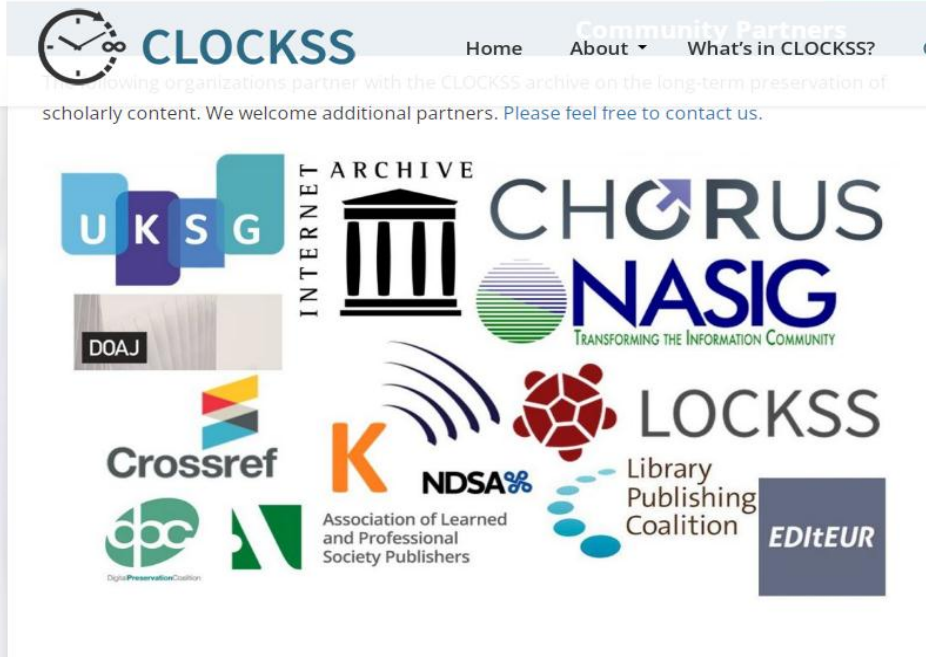 CLOCKSS
Community Partners
Home About What's in CLOCKSS?
The following organizations partner with the CLOCKSS archive on the long-term preservation of
scholarly content. We welcome additional partners. Please feel free to contact us.
UKSG
INTERNET ARCHIVE
CHORUS
NASIG
TRANSFORMING THE INFORMATION COMMUNITY
DOAJ
Crossref
K
NDSA
LOCKSS
Library
Publishing
Coalition
dpc
DigitalPreservationCoalition
Association of Learned
and Professional
Society Publishers
EDItEUR